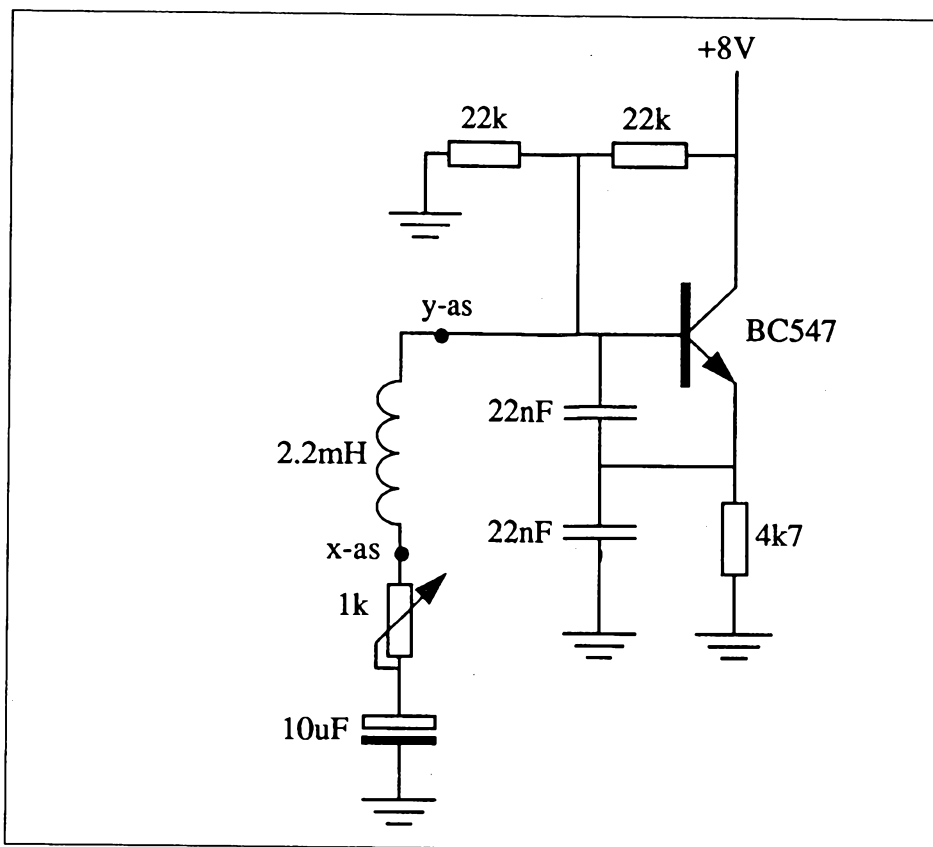 +8V
22k
22k
y-as
BC547
22nF
2.2mH
22nF
4k7
x-as
1k
10uF